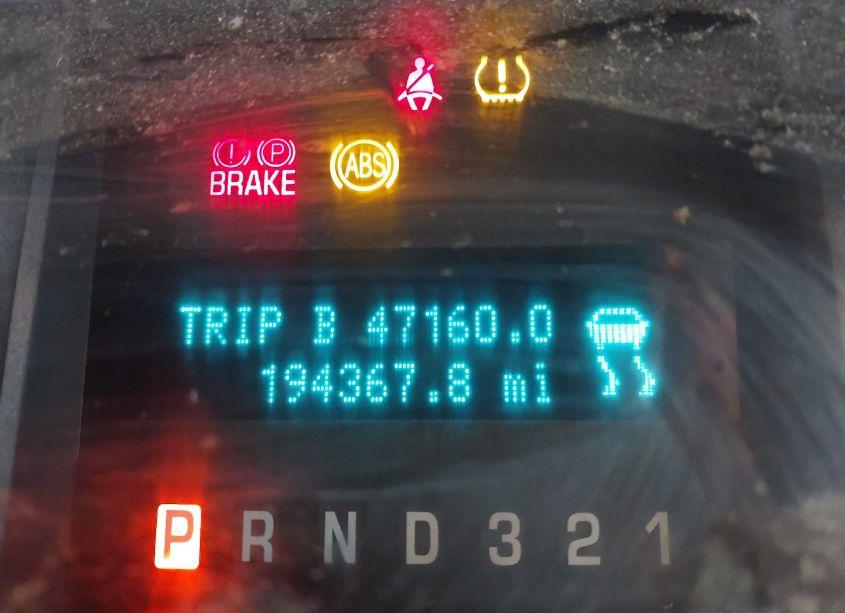 ! P
BRAKE
ABS
!
TRIP B 47160.0
194367.8 mi
P R N D 3 2 1